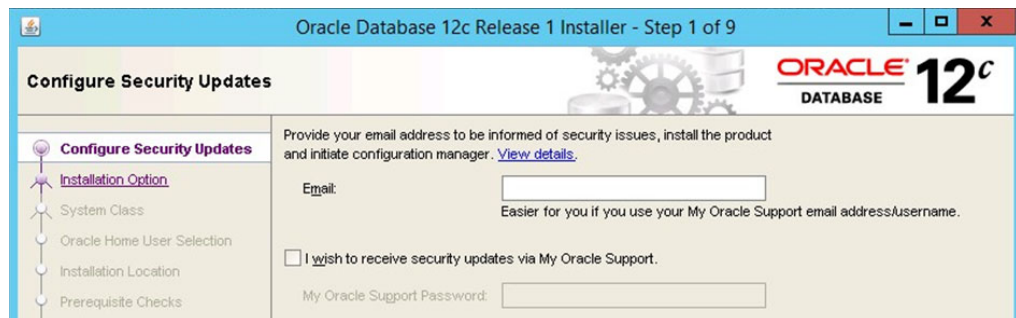 Oracle Database 12c Release 1 Installer - Step 1 of 9
Configure Security Updates
ORACLE
DATABASE
12c
Configure Security Updates
Installation Option
System Class
Oracle Home User Selection
Installation Location
Prerequisite Checks
Provide your email address to be informed of security issues, install the product
and initiate configuration manager. View details.
Email:
Easier for you if you use your My Oracle Support email address/username.
I wish to receive security updates via My Oracle Support.
My Oracle Support Password: